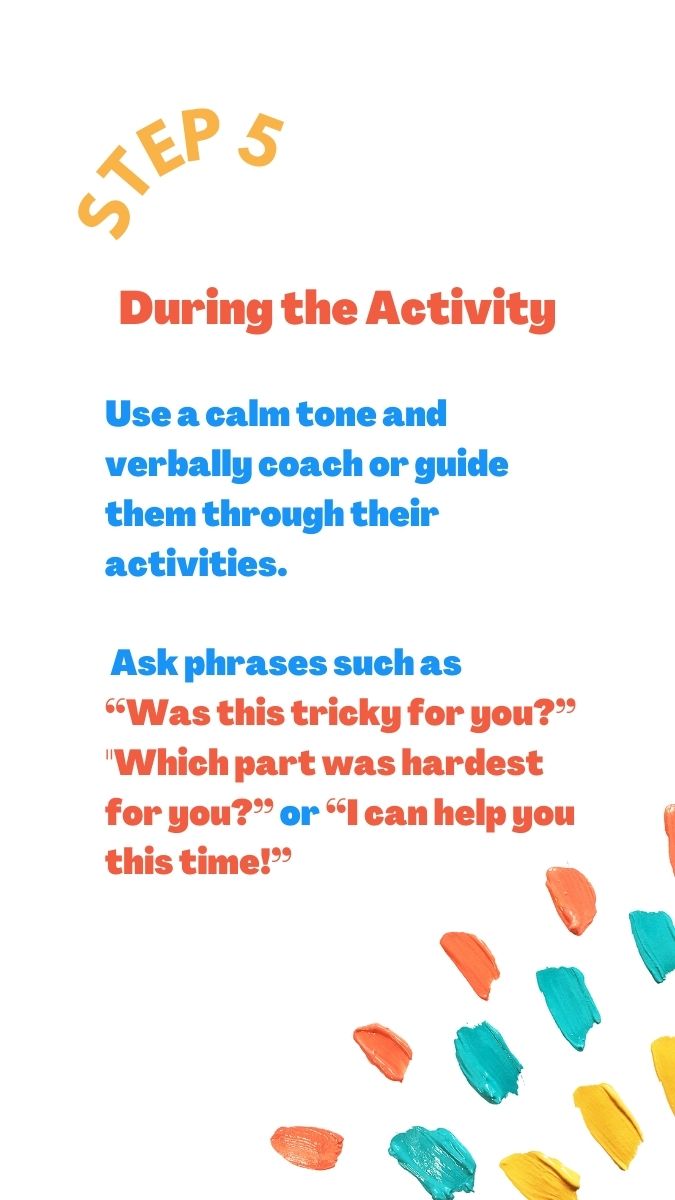 STEP 5
During the Activity
Use a calm tone and
verbally coach or guide
them through their
activities.
Ask phrases such as
“Was this tricky for you?”
"Which part was hardest
for you?” or “I can help you
this time!”